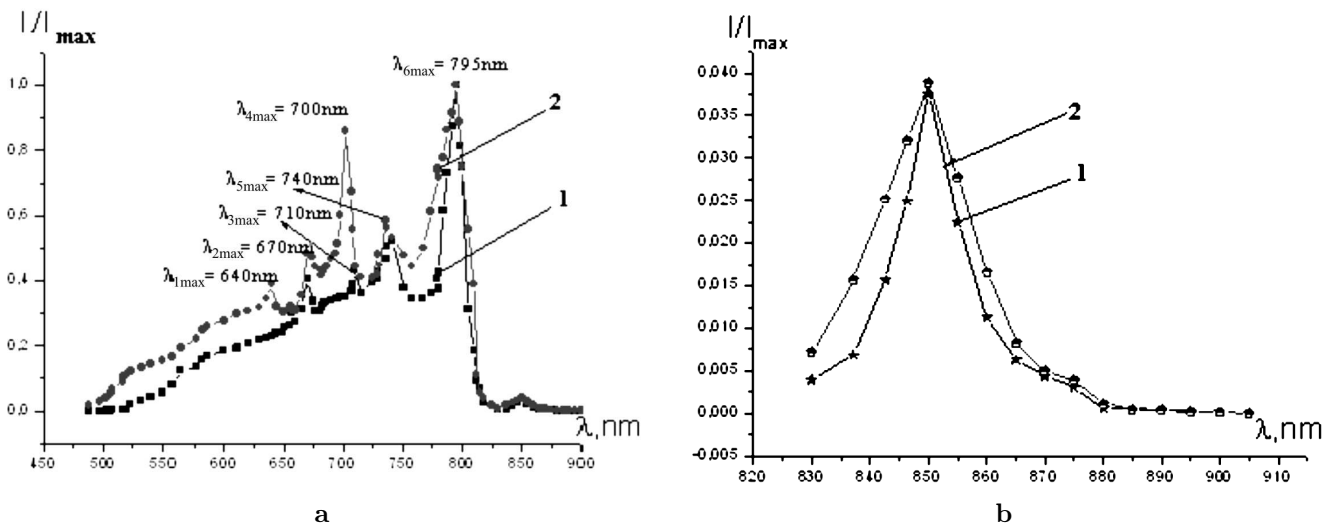 I/I max
1,0
0,8
0,6
0,4
0,2
0,0
λ6max= 795nm
λ4max= 700nm
λ5max= 740nm
λ3max= 710nm
λ2max= 670nm
λ1max= 640nm
2
1
λ,nm
450 500 550 600 650 700 750 800 850 900
a
I/I max
0.040
0.035
0.030
0.025
0.020
0.015
0.010
0.005
0.000
-0.005
2
1
λ,nm
820 830 840 850 860 870 880 890 900 910
b